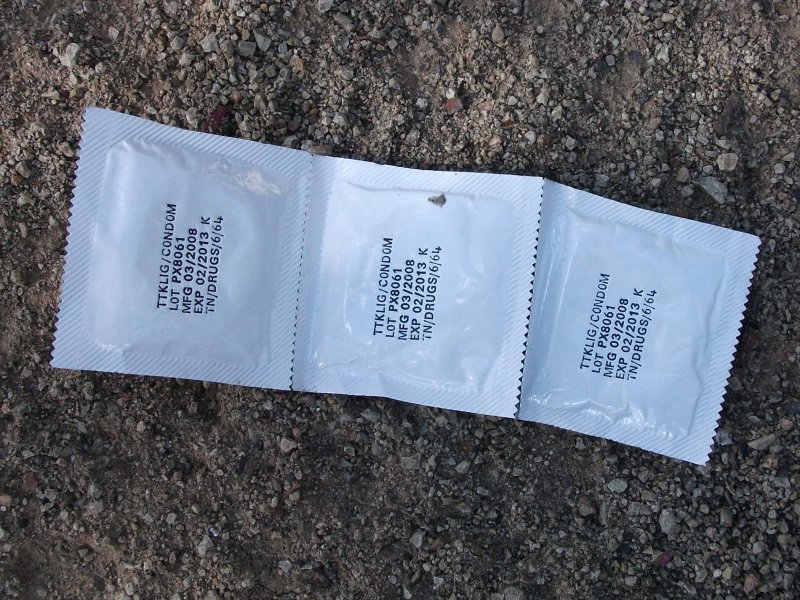 TTKLIG/CONDOM
LOT PX8061
MFG 03/2008
EXP 02/2013 K
TN/DRUGS/6/64
TTKLIG/CONDOM
LOT PX8061
MFG 03/2008
EXP 02/2013 K
TN/DRUGS/6/64
TTKLIG/CONDOM
LOT PX8061
MFG 03/2008
EXP 02/2013 K
TN/DRUGS/6/64